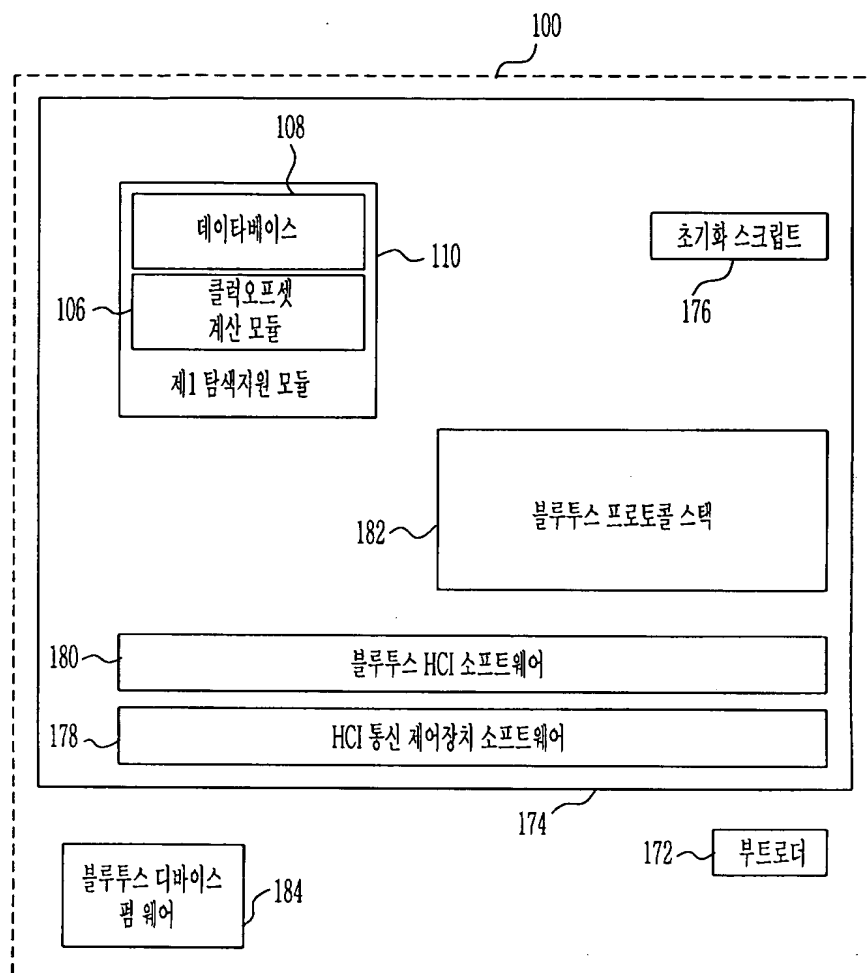 100
108
데이타베이스
110
초기화 스크립트
176
106
클럭오프셋
계산 모듈
제1 탐색지원 모듈
182
블루투스 프로토콜 스택
180
블루투스 HCI 소프트웨어
178
HCI 통신 제어장치 소프트웨어
174
172
부트로더
블루투스 디바이스
펌 웨어
184